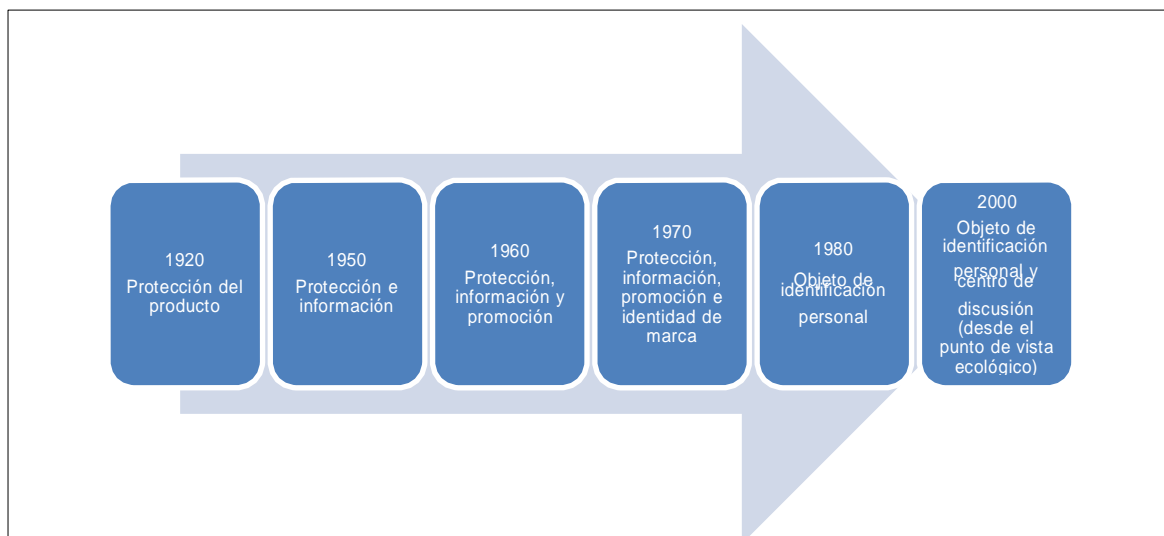 1920
Protección del
producto
1950
Protección e
información
1960
Protección,
información y
promoción
1970
Protección,
información,
promoción e
identidad de
marca
1980
Objeto de
identificación
personal
2000
Objeto de
identificación
personal y
centro de
discusión
(desde el
punto de vista
ecológico)